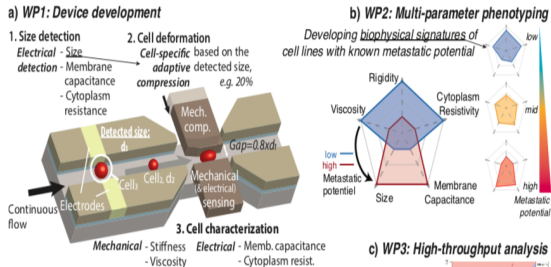 a) WP1: Device development
1. Size detection
Electrical - Size
detection - Membrane
capacitance
- Cytoplasm
resistance
2. Cell deformation
Cell-specific based on the
adaptive detected size,
compression e.g. 20%
Detected size:
d₁
Mech.
comp.
Gap=0.8xd₁
Cell₁
Cell₂, d₂
Mechanical
(& electrical)
sensing
Continuous
flow
Electrodes
3. Cell characterization
Mechanical - Stiffness
- Viscosity
Electrical - Memb. capacitance
- Cytoplasm resist.
b) WP2: Multi-parameter phenotyping
Developing biophysical signatures of
cell lines with known metastatic potential
low
mid
high
Metastatic
potential
Rigidity
Viscosity
Cytoplasm
Resistivity
low
high
Metastatic
potentiel
Size
Membrane
Capacitance
c) WP3: High-throughput analysis